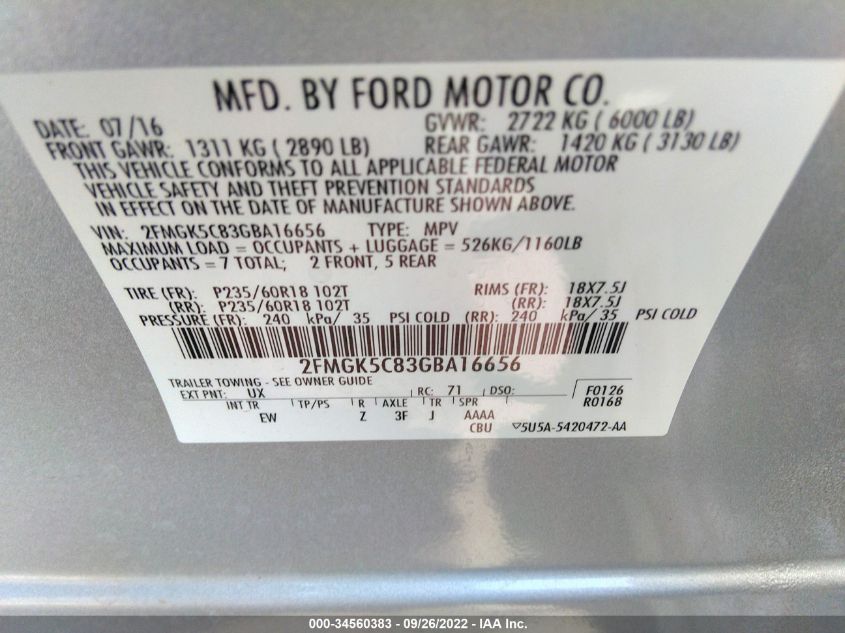 MFD. BY FORD MOTOR CO.
DATE: 07/16 GVWR: 2722 KG ( 6000 LB)
FRONT GAWR: 1311 KG ( 2890 LB) REAR GAWR: 1420 KG ( 3130 LB)
THIS VEHICLE CONFORMS TO ALL APPLICABLE FEDERAL MOTOR
VEHICLE SAFETY AND THEFT PREVENTION STANDARDS
IN EFFECT ON THE DATE OF MANUFACTURE SHOWN ABOVE.
VIN: 2FMGK5C83GBA16656 TYPE: MPV
MAXIMUM LOAD = OCCUPANTS + LUGGAGE = 526KG/1160LB
OCCUPANTS = 7 TOTAL; 2 FRONT, 5 REAR
TIRE (FR): P235/60R18 102T RIMS (FR): 18X7.5J
(RR): P235/60R18 102T (RR): 18X7.5J
PRESSURE (FR): 240 kPa/ 35 PSI COLD (RR): 240 kPa/ 35 PSI COLD
2FMGK5C83GBA16656
TRAILER TOWING - SEE OWNER GUIDE
EXT PNT: UX RC: 71 DSO: F0126
INT TR TP/PS R AXLE TR SPR R0168
EW Z 3F J AAAA
CBU ▽5U5A-5420472-AA
000-34560383 - 09/26/2022 - IAA Inc.